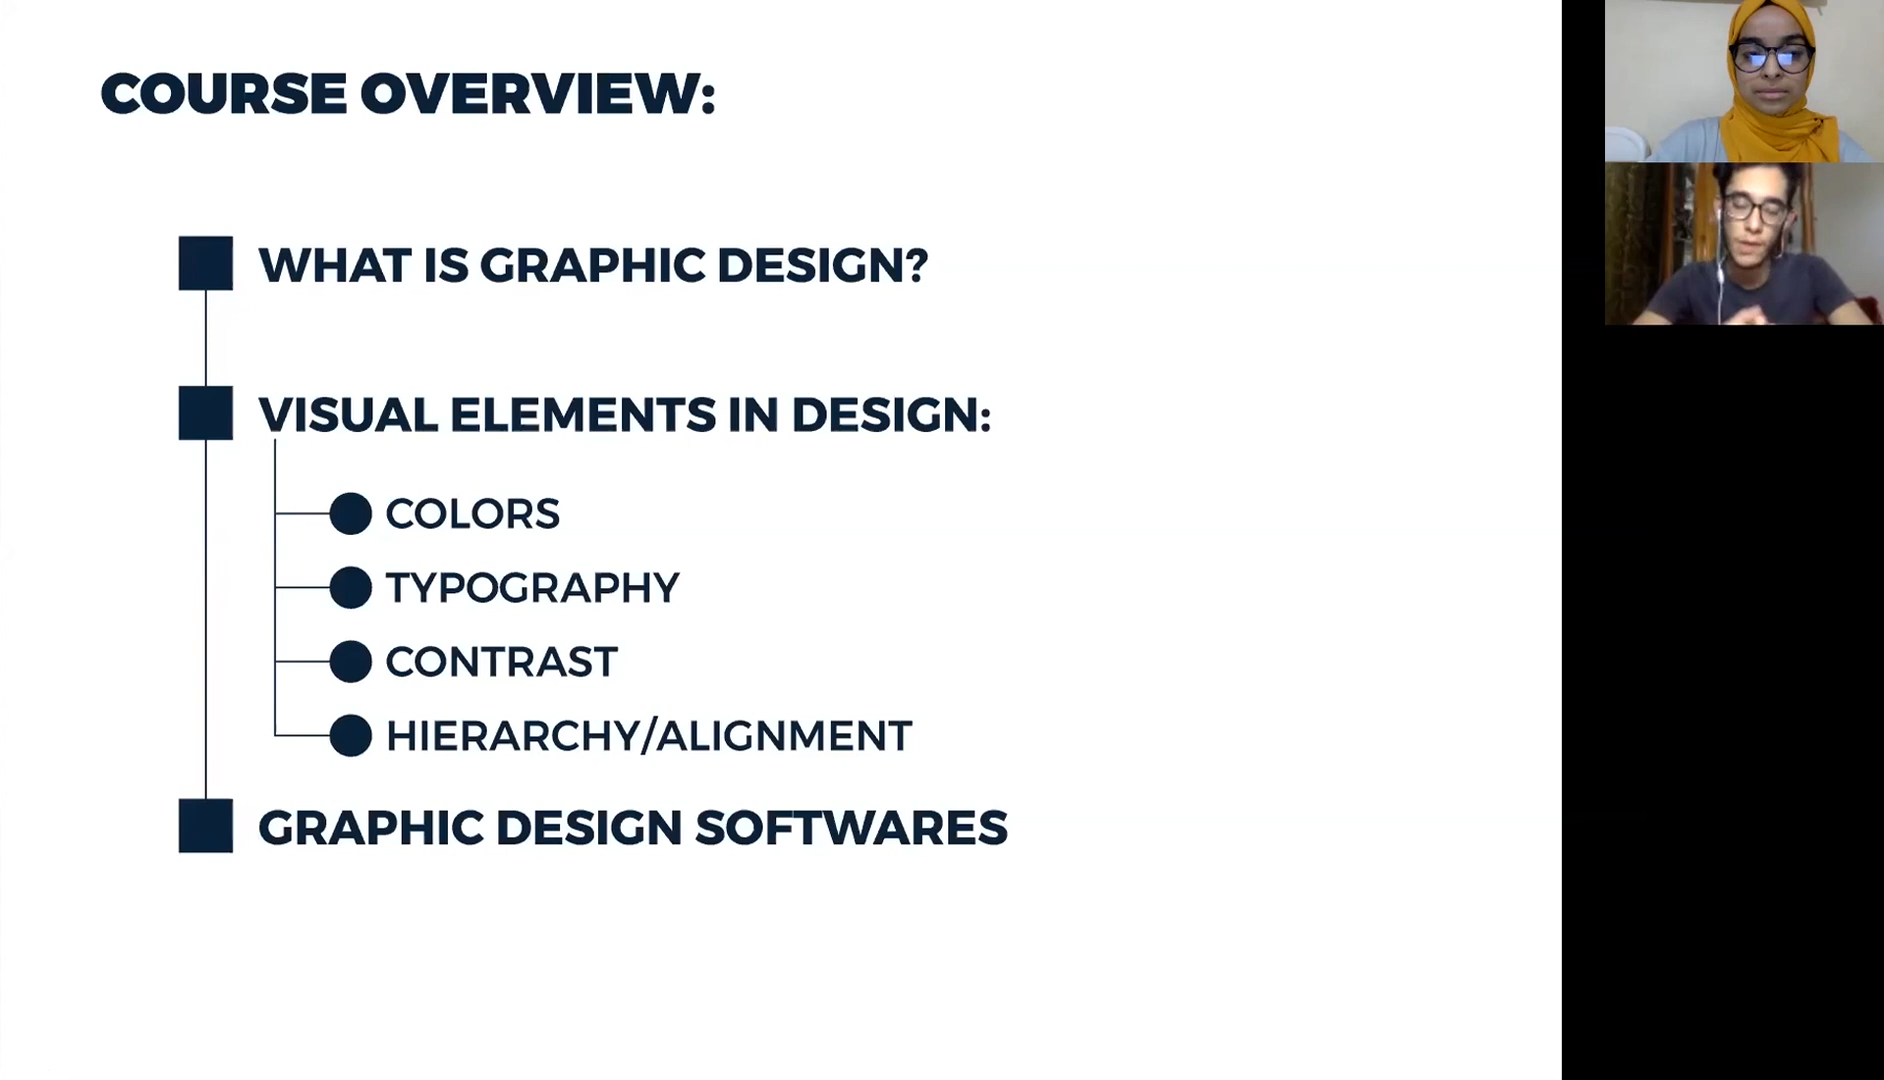 COURSE OVERVIEW:
WHAT IS GRAPHIC DESIGN?
VISUAL ELEMENTS IN DESIGN:
COLORS
TYPOGRAPHY
CONTRAST
HIERARCHY/ALIGNMENT
GRAPHIC DESIGN SOFTWARES